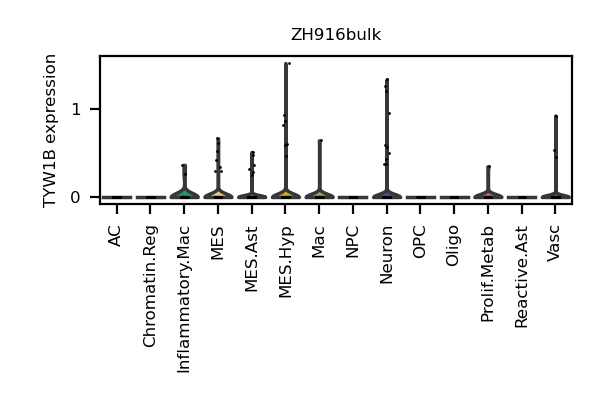 ZH916bulk
TYW1B expression
1
0
AC
Chromatin.Reg
Inflammatory.Mac
MES
MES.Ast
MES.Hyp
Mac
NPC
Neuron
OPC
Oligo
Prolif.Metab
Reactive.Ast
Vasc